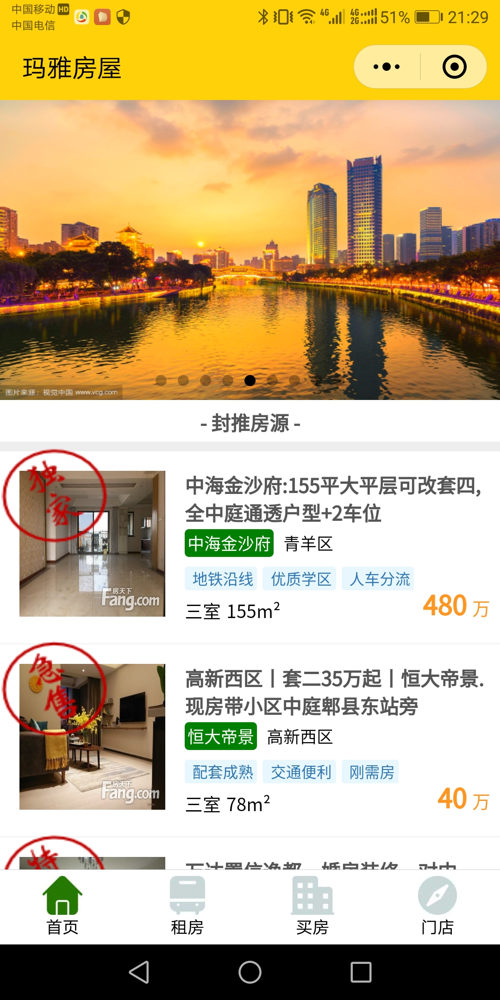 中国移动 HD
中国电信
4G
4G
2G
51%
21:29
玛雅房屋
图片来源：视觉中国 www.vcg.com
- 封推房源 -
独家
房天下
Fang.com
中海金沙府:155平大平层可改套四,
全中庭通透户型+2车位
中海金沙府 青羊区
地铁沿线 优质学区 人车分流
三室 155m²
480 万
急售
房天下
Fang.com
高新西区丨套二35万起丨恒大帝景.
现房带小区中庭郫县东站旁
恒大帝景 高新西区
配套成熟 交通便利 刚需房
三室 78m²
40 万
特
首页
租房
买房
门店